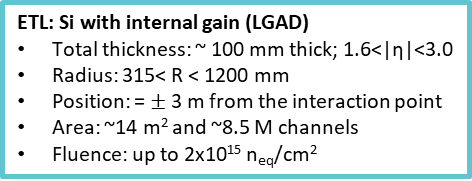 ETL: Si with internal gain (LGAD)
• Total thickness: ~ 100 mm thick; 1.6<|η|<3.0
• Radius: 315< R < 1200 mm
• Position: = ± 3 m from the interaction point
• Area: ~14 m² and ~8.5 M channels
• Fluence: up to 2x10¹⁵ nₑq/cm²